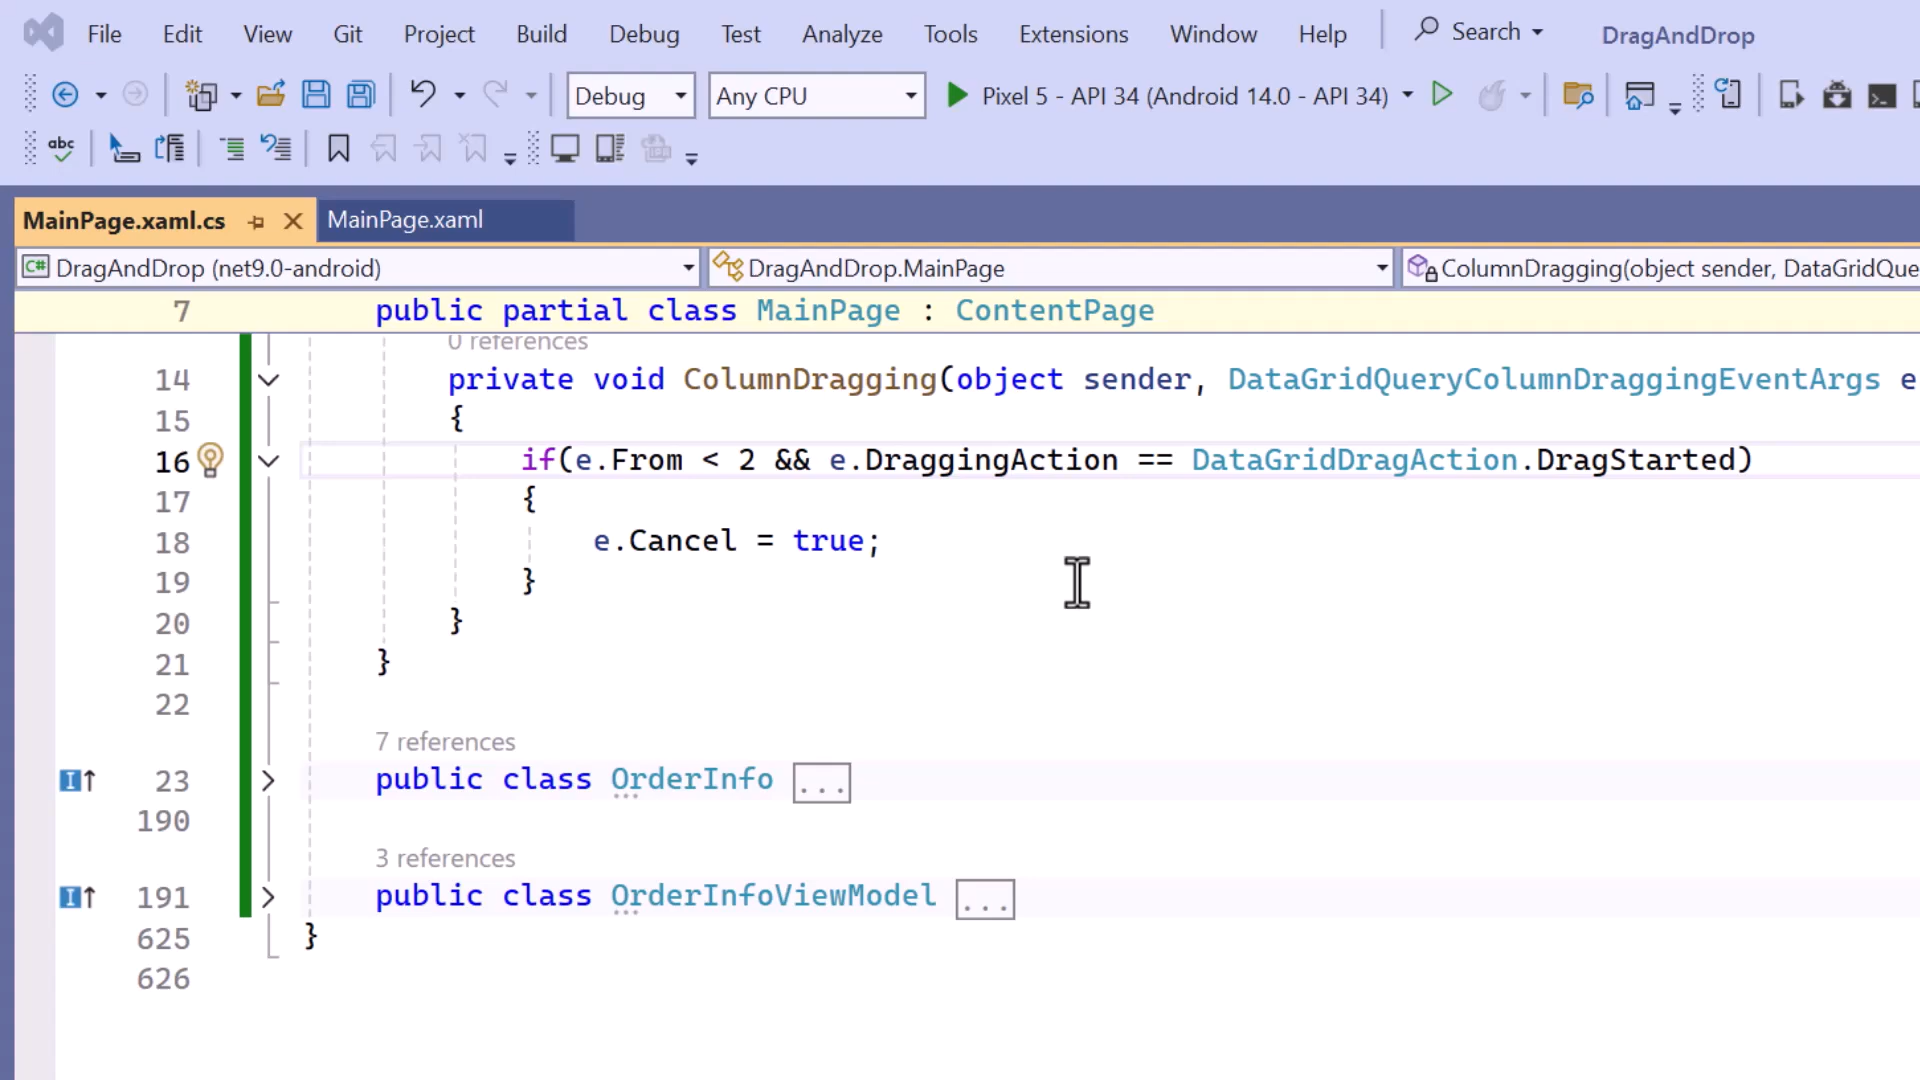 File Edit View Git Project Build Debug Test Analyze Tools Extensions Window Help Search DragAndDrop
Debug Any CPU Pixel 5 - API 34 (Android 14.0 - API 34)
abc
MainPage.xaml.cs MainPage.xaml
C# DragAndDrop (net9.0-android) DragAndDrop.MainPage ColumnDragging(object sender, DataGridQue
7 public partial class MainPage : ContentPage
0 references
14 private void ColumnDragging(object sender, DataGridQueryColumnDraggingEventArgs e
15 {
16 if(e.From < 2 && e.DraggingAction == DataGridDragAction.DragStarted)
17 {
18 e.Cancel = true;
19 }
20 }
21 }
22
7 references
23 public class OrderInfo ...
190
3 references
191 public class OrderInfoViewModel ...
625 }
626